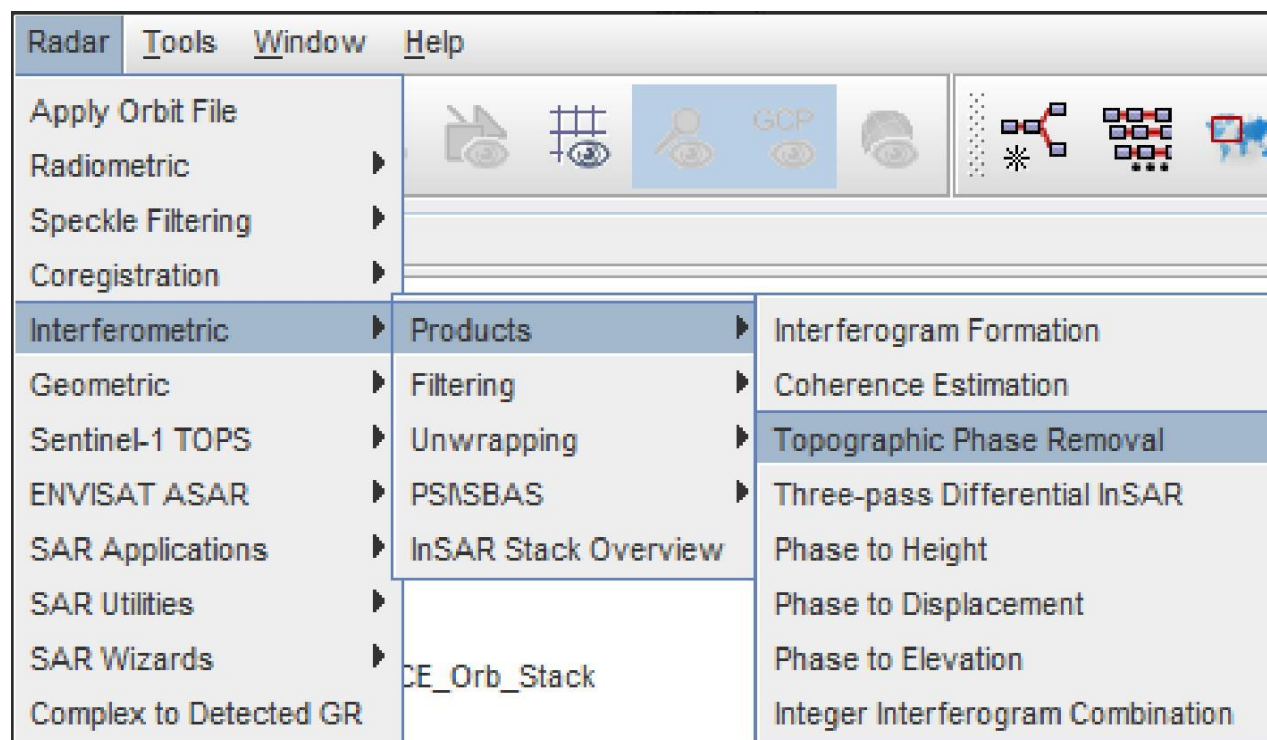 Radar Tools Window Help
Apply Orbit File
GCP
Radiometric
Speckle Filtering
Coregistration
Interferometric
Products
Interferogram Formation
Geometric
Filtering
Coherence Estimation
Sentinel-1 TOPS
Unwrapping
Topographic Phase Removal
ENVISAT ASAR
PSI\SBAS
Three-pass Differential InSAR
SAR Applications
InSAR Stack Overview
Phase to Height
SAR Utilities
Phase to Displacement
SAR Wizards
CE_Orb_Stack
Phase to Elevation
Complex to Detected GR
Integer Interferogram Combination